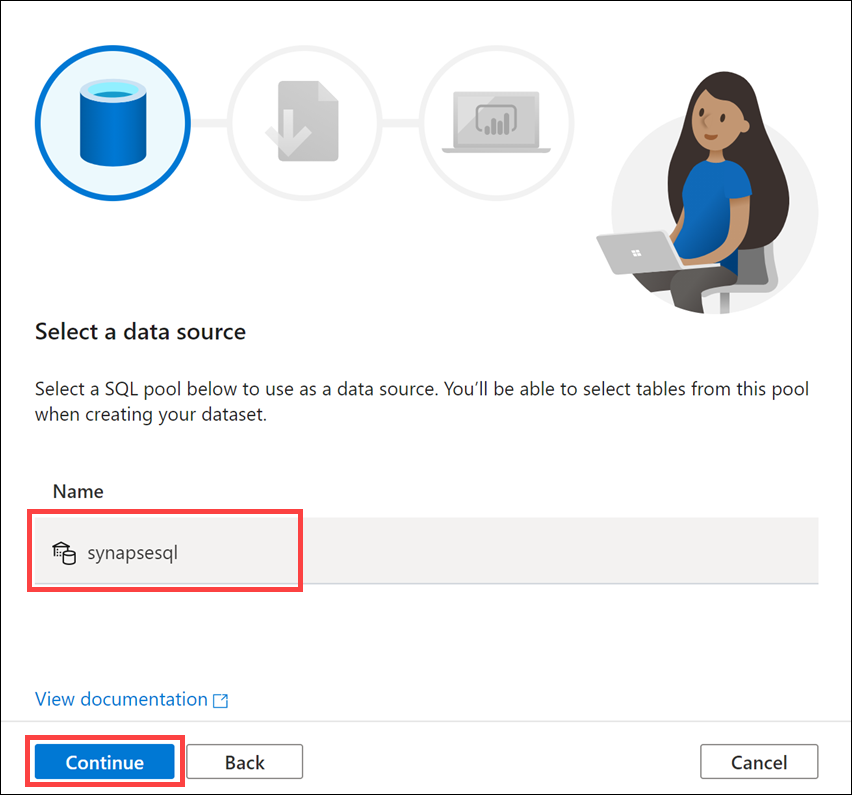 Select a data source
Select a SQL pool below to use as a data source. You’ll be able to select tables from this pool
when creating your dataset.
Name
synapsesql
View documentation
Continue
Back
Cancel